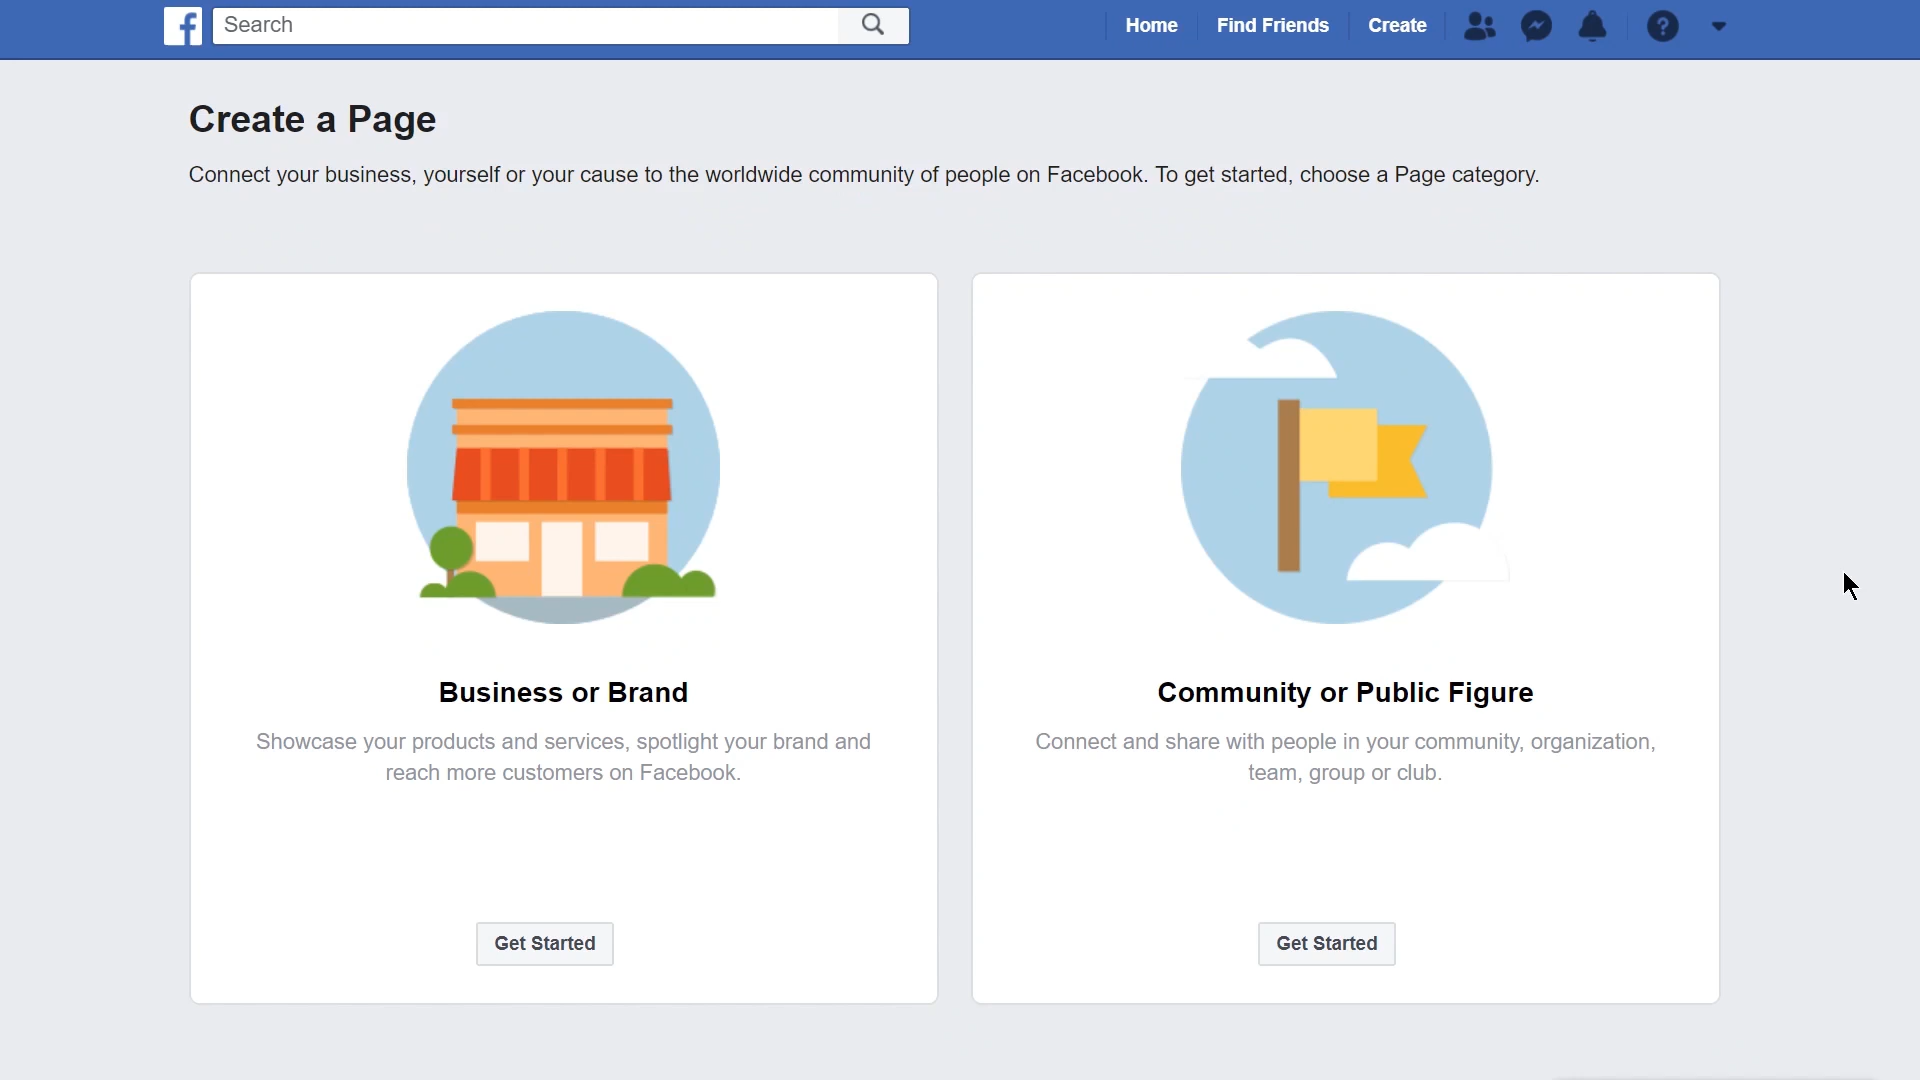 Search
Home
Find Friends
Create
Create a Page
Connect your business, yourself or your cause to the worldwide community of people on Facebook. To get started, choose a Page category.
Business or Brand
Showcase your products and services, spotlight your brand and
reach more customers on Facebook.
Get Started
Community or Public Figure
Connect and share with people in your community, organization,
team, group or club.
Get Started